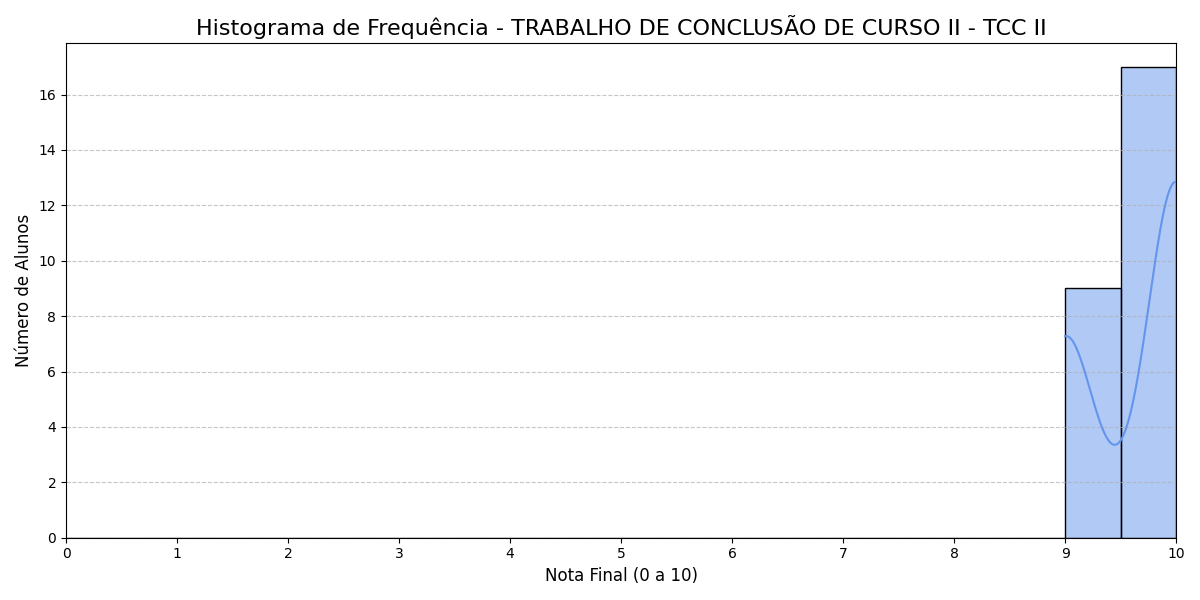 Histograma de Frequência - TRABALHO DE CONCLUSÃO DE CURSO II - TCC II
Número de Alunos
16
14
12
10
8
6
4
2
0
0 1 2 3 4 5 6 7 8 9 10
Nota Final (0 a 10)